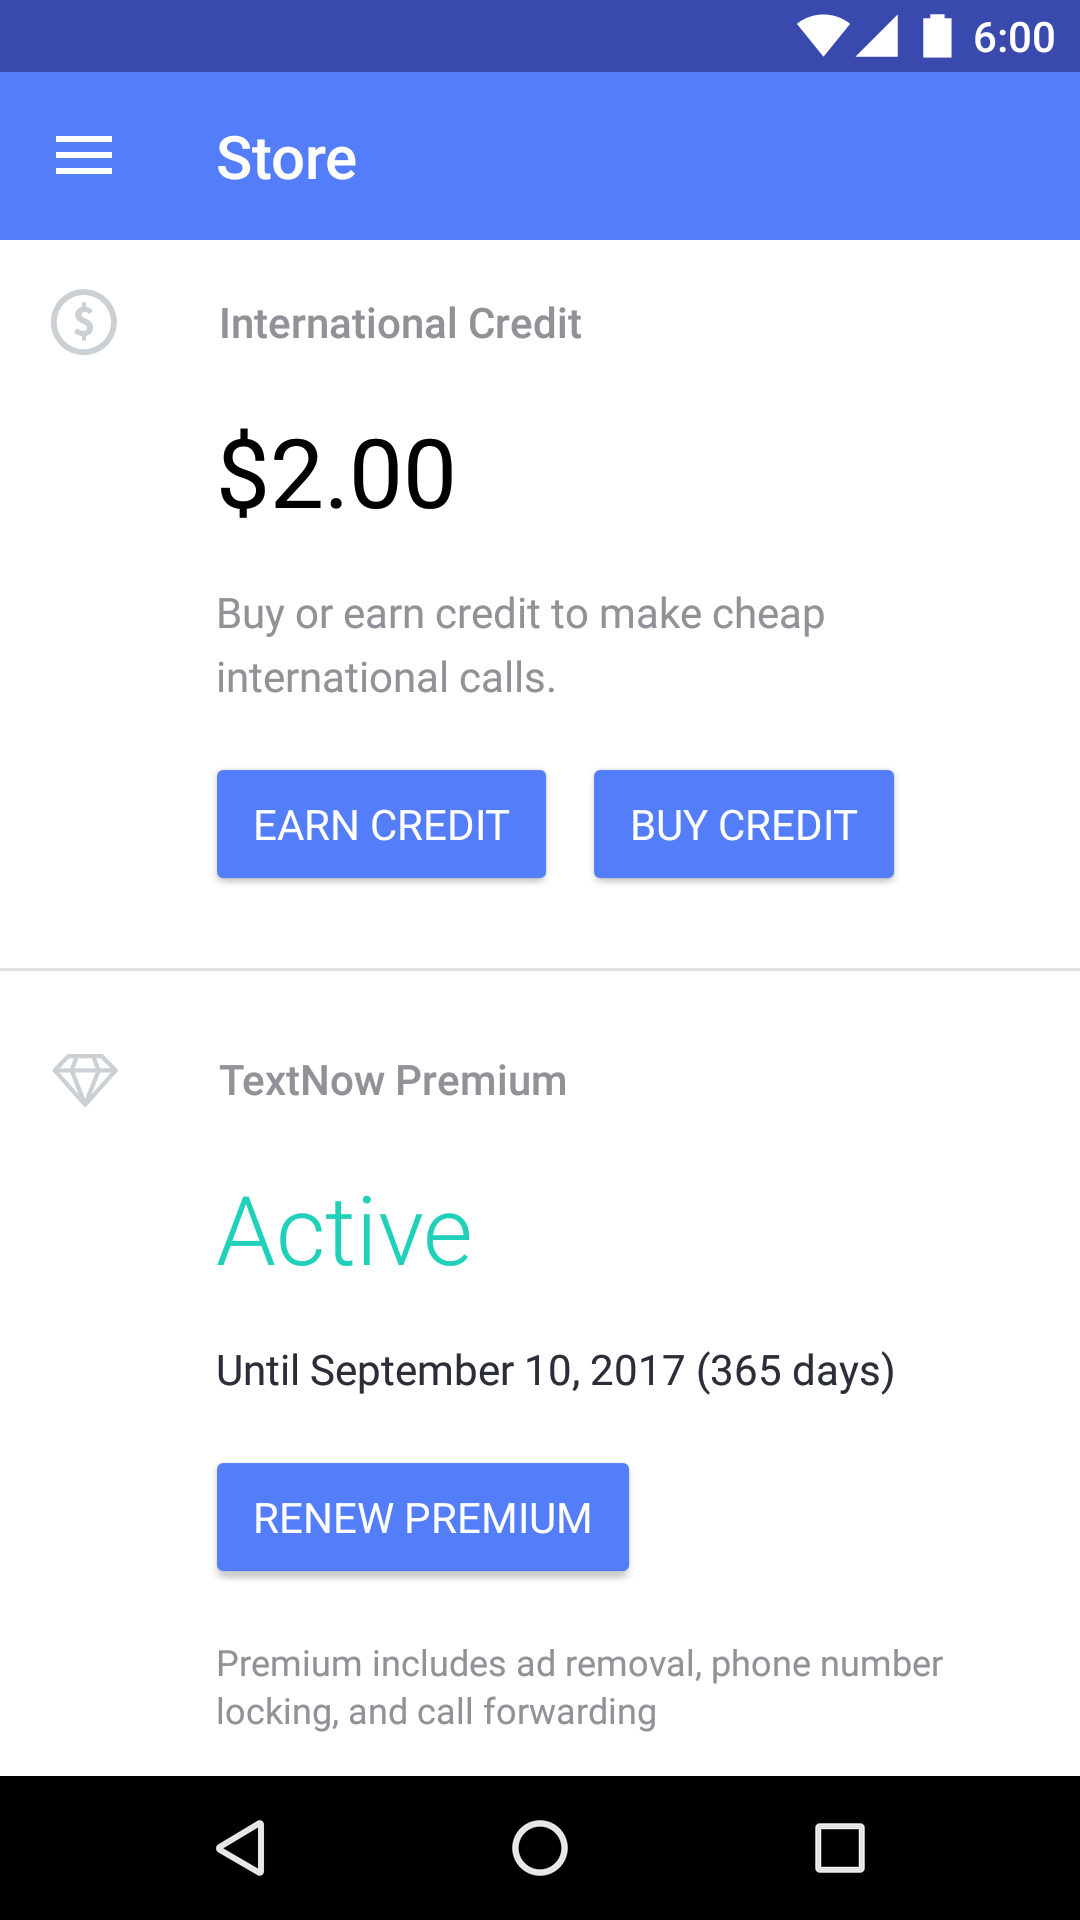 6:00
Store
International Credit
$2.00
Buy or earn credit to make cheap
international calls.
EARN CREDIT
BUY CREDIT
TextNow Premium
Active
Until September 10, 2017 (365 days)
RENEW PREMIUM
Premium includes ad removal, phone number
locking, and call forwarding